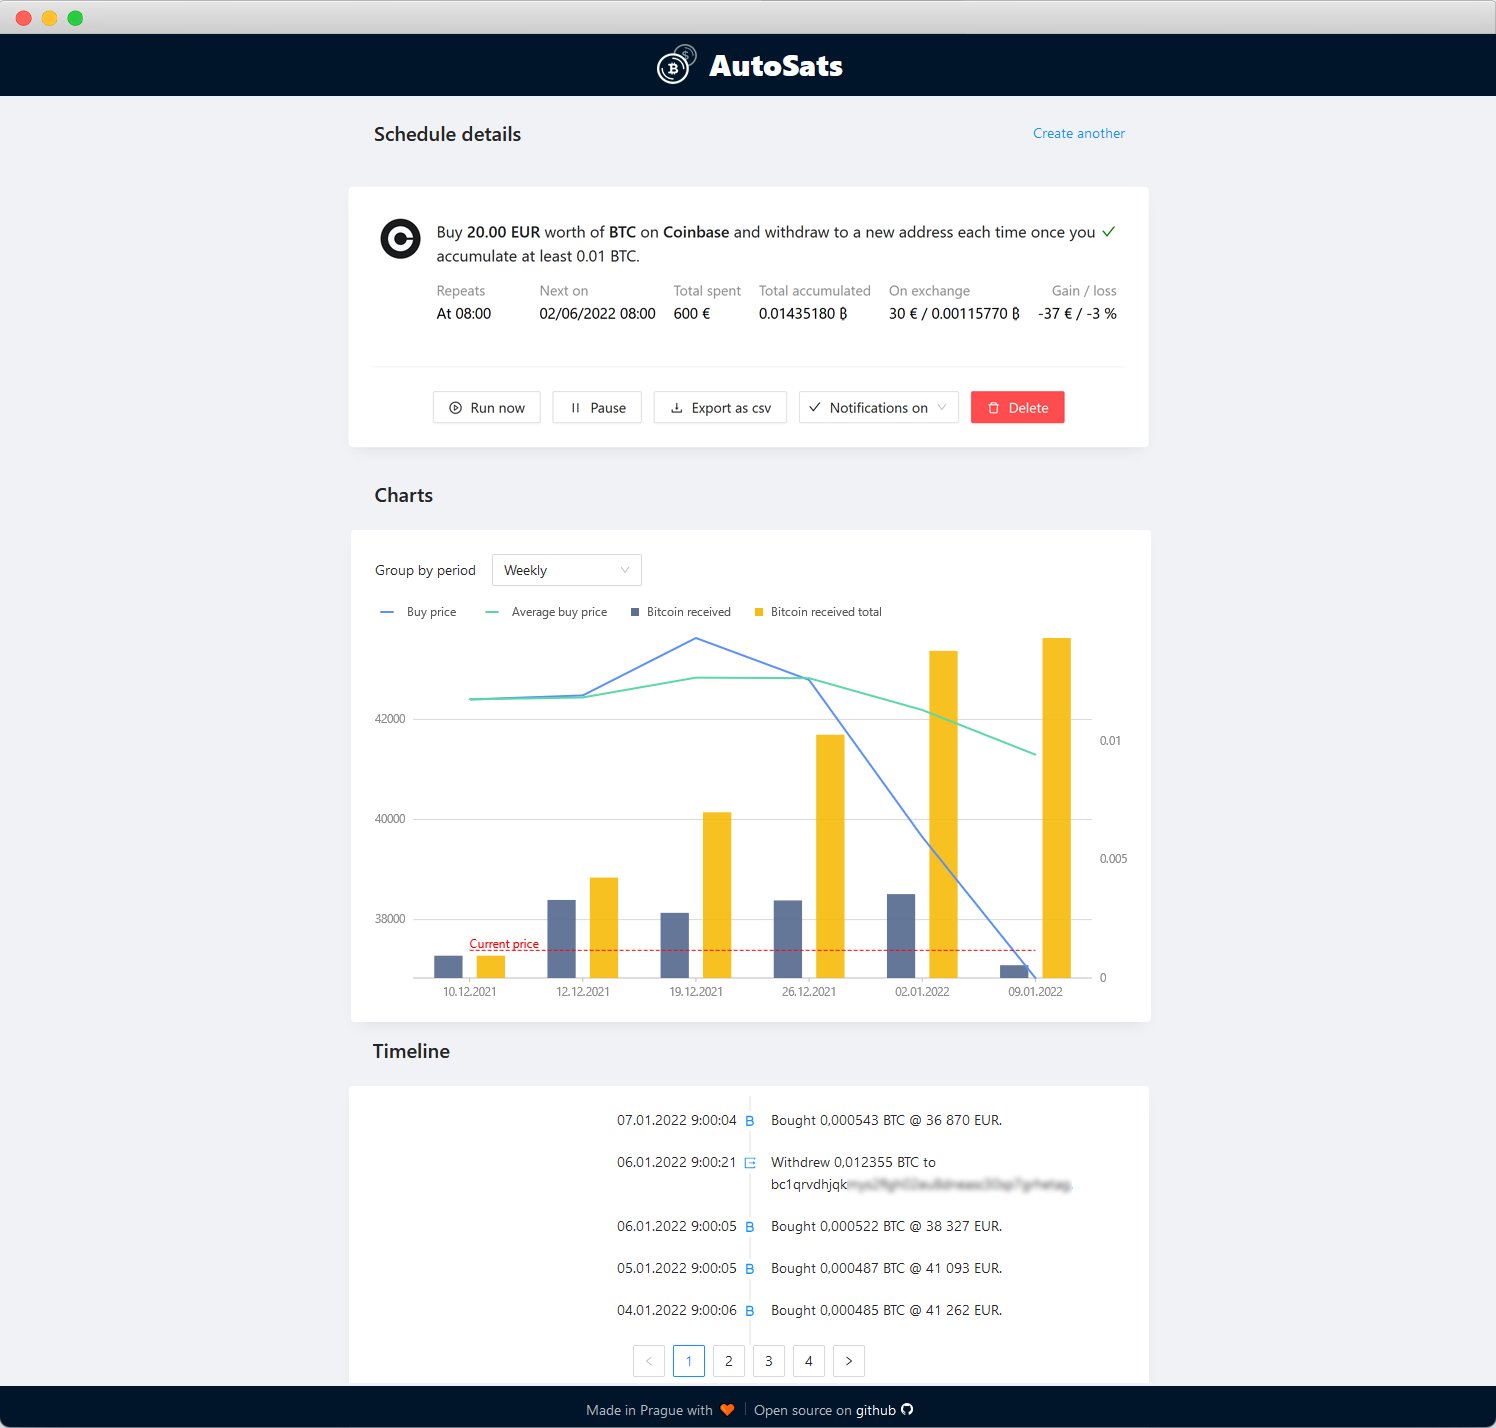 AutoSats
Schedule details
Create another
Buy 20.00 EUR worth of BTC on Coinbase and withdraw to a new address each time once you
accumulate at least 0.01 BTC.
Repeats Next on Total spent Total accumulated On exchange Gain / loss
At 08:00 02/06/2022 08:00 600 € 0.01435180 ₿ 30 € / 0.00115770 ₿ -37 € / -3 %
Run now Pause Export as csv Notifications on Delete
Charts
Group by period Weekly
Buy price Average buy price Bitcoin received Bitcoin received total
42000
0.01
40000
0.005
38000
Current price
0
10.12.2021 12.12.2021 19.12.2021 26.12.2021 02.01.2022 09.01.2022
Timeline
07.01.2022 9:00:04 Bought 0,000543 BTC @ 36 870 EUR.
06.01.2022 9:00:21 Withdrew 0,012355 BTC to
bc1qrvdhjqk
06.01.2022 9:00:05 Bought 0,000522 BTC @ 38 327 EUR.
05.01.2022 9:00:05 Bought 0,000487 BTC @ 41 093 EUR.
04.01.2022 9:00:06 Bought 0,000485 BTC @ 41 262 EUR.
< 1 2 3 4 >
Made in Prague with Open source on github